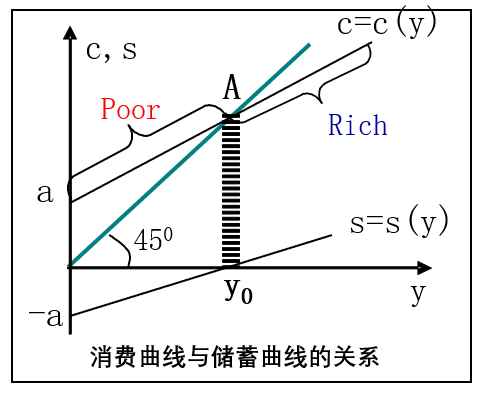 c=c(y)
c,s
A
Poor
Rich
a
45⁰
s=s(y)
-a
y₀
y
消费曲线与储蓄曲线的关系